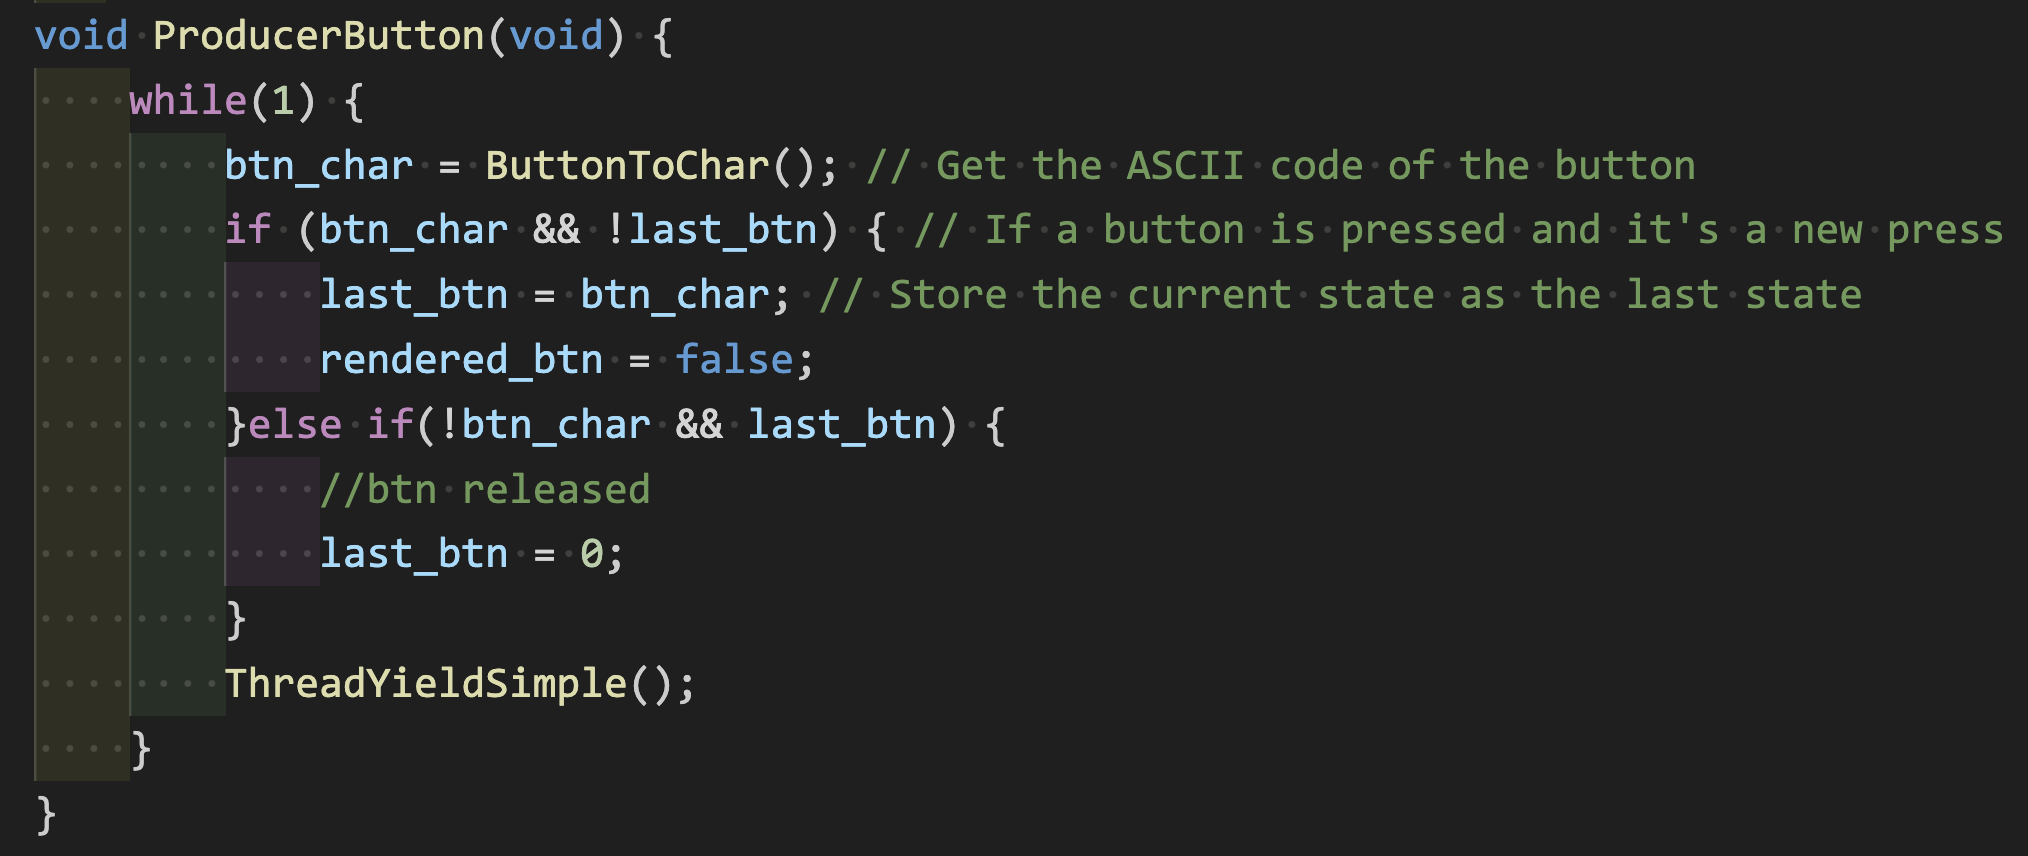 void ProducerButton(void) {
    while(1) {
        btn_char = ButtonToChar(); // Get the ASCII code of the button
        if (btn_char && !last_btn) { // If a button is pressed and it's a new press
            last_btn = btn_char; // Store the current state as the last state
            rendered_btn = false;
        }else if(!btn_char && last_btn) {
            //btn released
            last_btn = 0;
        }
        ThreadYieldSimple();
    }
}